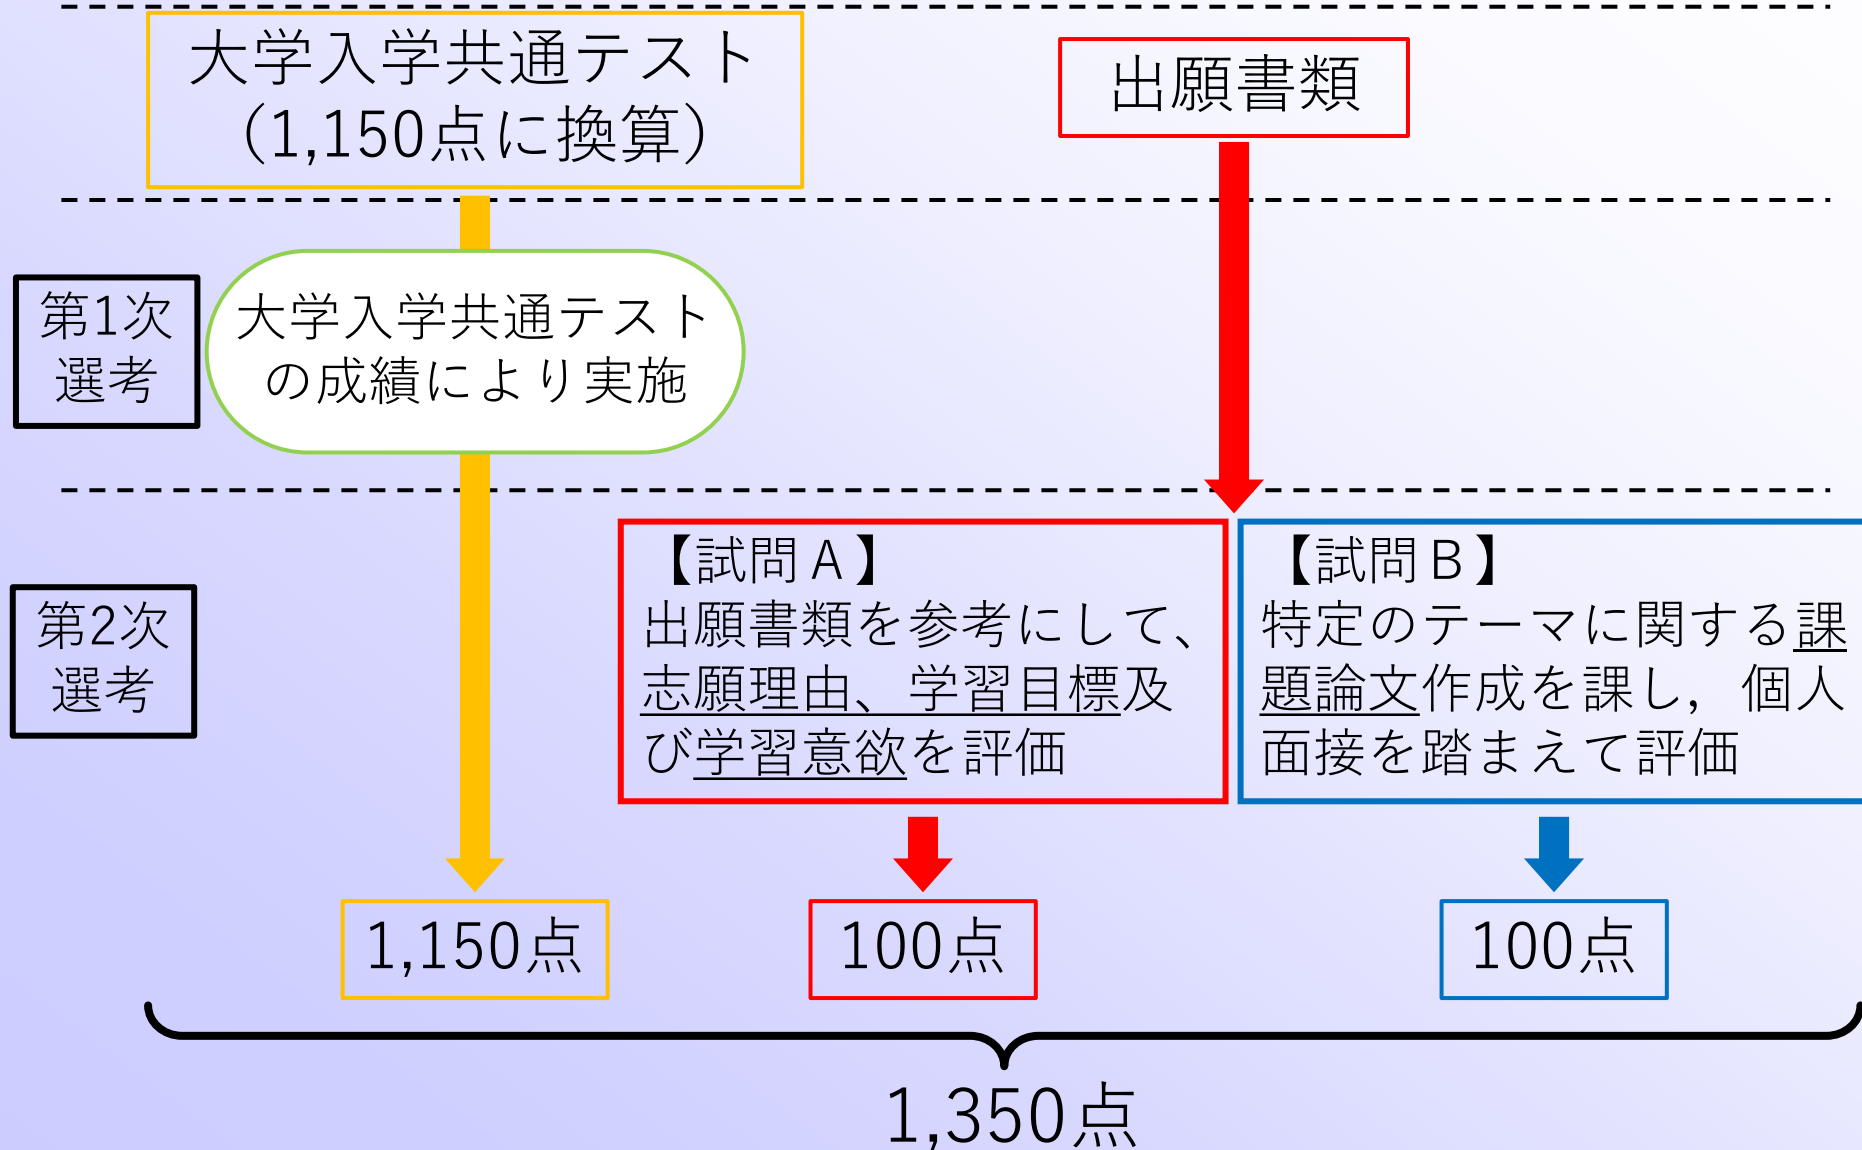 大学入学共通テスト
（1,150点に換算）
出願書類
第1次
選考
大学入学共通テスト
の成績により実施
第2次
選考
【試問Ａ】
出願書類を参考にして、
志願理由、学習目標及
び学習意欲を評価
【試問Ｂ】
特定のテーマに関する課
題論文作成を課し，個人
面接を踏まえて評価
1,150点
100点
100点
1,350点